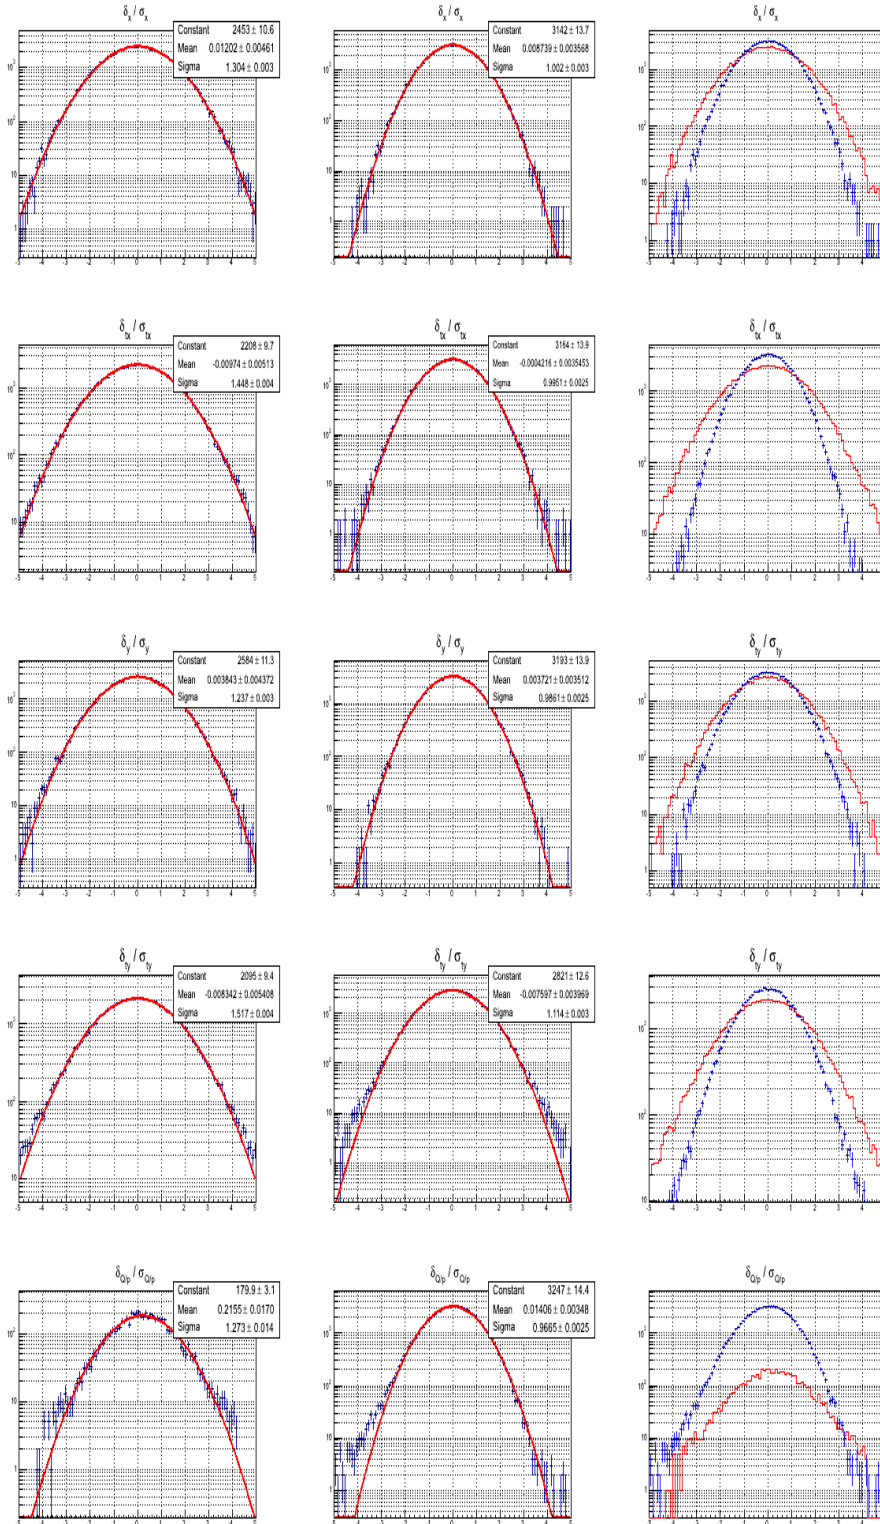 δx / σx
Constant 2453 ± 10.6
Mean 0.01202 ± 0.00461
Sigma 1.304 ± 0.003
δx / σx
Constant 3142 ± 13.7
Mean 0.008739 ± 0.003568
Sigma 1.002 ± 0.003
δx / σx
δtx / σtx
Constant 2208 ± 9.7
Mean -0.00974 ± 0.00513
Sigma 1.448 ± 0.004
δtx / σtx
Constant 3164 ± 13.9
Mean -0.0004216 ± 0.0035453
Sigma 0.9951 ± 0.0025
δtx / σtx
δy / σy
Constant 2584 ± 11.3
Mean 0.003843 ± 0.004372
Sigma 1.237 ± 0.003
δy / σy
Constant 3193 ± 13.9
Mean 0.003721 ± 0.003512
Sigma 0.9861 ± 0.0025
δty / σty
δty / σty
Constant 2095 ± 9.4
Mean -0.008342 ± 0.005408
Sigma 1.517 ± 0.004
δty / σty
Constant 2821 ± 12.6
Mean -0.007597 ± 0.003969
Sigma 1.114 ± 0.003
δty / σty
δQ/p / σQ/p
Constant 179.9 ± 3.1
Mean 0.2155 ± 0.0170
Sigma 1.273 ± 0.014
δQ/p / σQ/p
Constant 3247 ± 14.4
Mean 0.01406 ± 0.00348
Sigma 0.9665 ± 0.0025
δQ/p / σQ/p